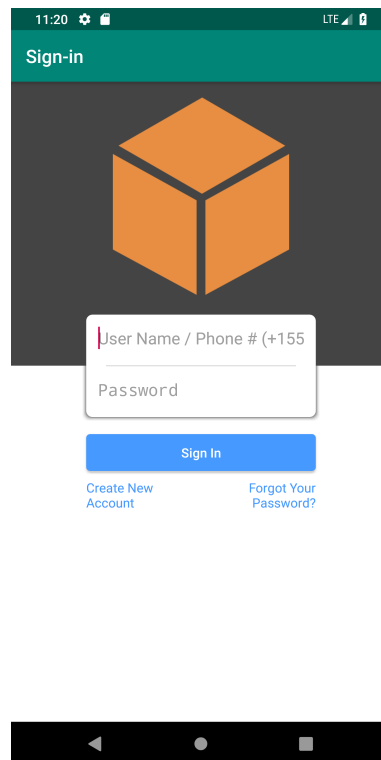 11:20
LTE
Sign-in
User Name / Phone # (+155
Password
Sign In
Create New
Account
Forgot Your
Password?